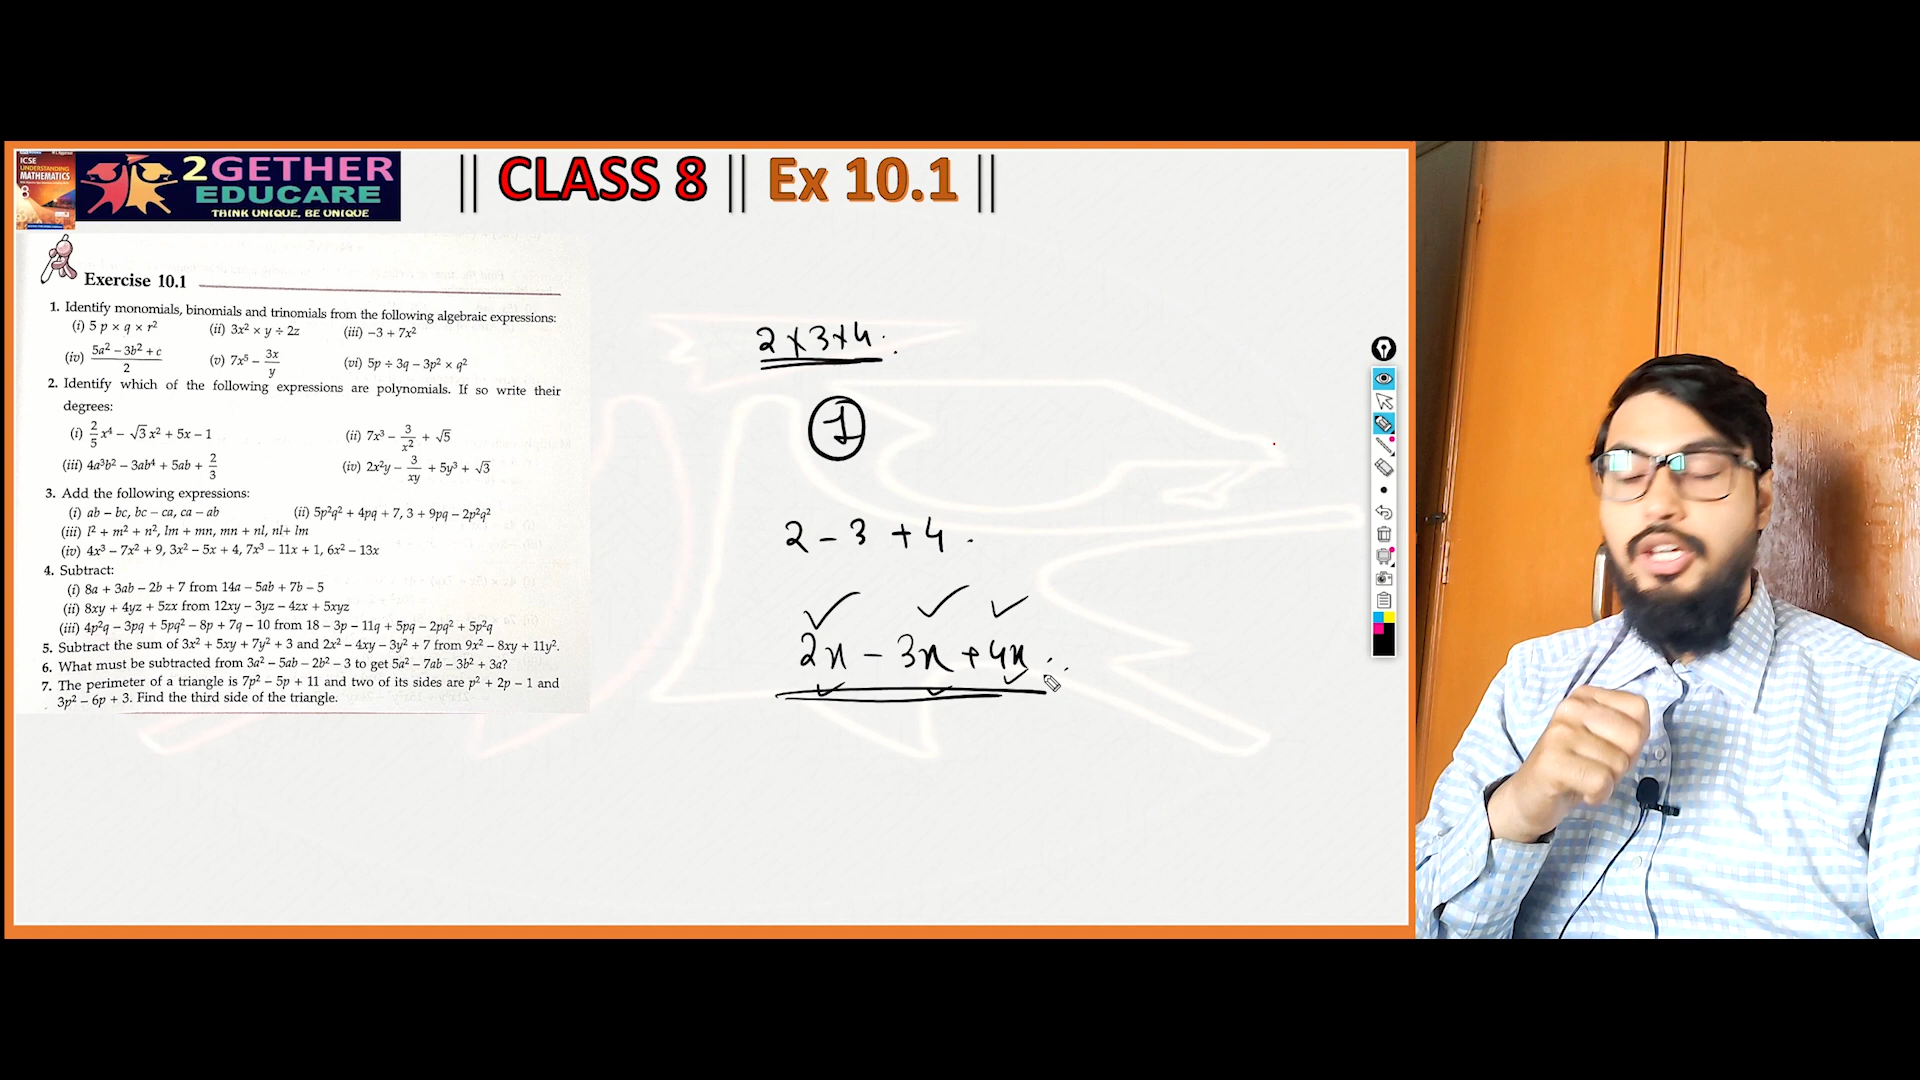 ICSE
UNDERSTANDING
MATHEMATICS
8
2GETHER
EDUCARE
THINK UNIQUE, BE UNIQUE
|| CLASS 8 || Ex 10.1 ||
Exercise 10.1
1. Identify monomials, binomials and trinomials from the following algebraic expressions:
(i) 5 p × q × r² (ii) 3x² × y ÷ 2z (iii) −3 + 7x²
(iv) (5a² − 3b² + c)/2 (v) 7x⁵ − 3x/y (vi) 5p ÷ 3q − 3p² × q²
2. Identify which of the following expressions are polynomials. If so write their
degrees:
(i) 2/5 x⁴ − √3 x² + 5x − 1 (ii) 7x³ − 3/x² + √5
(iii) 4a³b² − 3ab⁴ + 5ab + 2/3 (iv) 2x²y − 3/xy + 5y³ + √3
3. Add the following expressions:
(i) ab − bc, bc − ca, ca − ab (ii) 5p²q² + 4pq + 7, 3 + 9pq − 2p²q²
(iii) l² + m² + n², lm + mn, mn + nl, nl+ lm
(iv) 4x³ − 7x² + 9, 3x² − 5x + 4, 7x³ − 11x + 1, 6x² − 13x
4. Subtract:
(i) 8a + 3ab − 2b + 7 from 14a − 5ab + 7b − 5
(ii) 8xy + 4yz + 5zx from 12xy − 3yz − 4zx + 5xyz
(iii) 4p²q − 3pq + 5pq² − 8p + 7q − 10 from 18 − 3p − 11q + 5pq − 2pq² + 5p²q
5. Subtract the sum of 3x² + 5xy + 7y² + 3 and 2x² − 4xy − 3y² + 7 from 9x² − 8xy + 11y².
6. What must be subtracted from 3a² − 5ab − 2b² − 3 to get 5a² − 7ab − 3b² + 3a?
7. The perimeter of a triangle is 7p² − 5p + 11 and two of its sides are p² + 2p − 1 and
3p² − 6p + 3. Find the third side of the triangle.
2 × 3 × 4
1
2 − 3 + 4
2x − 3x + 4x